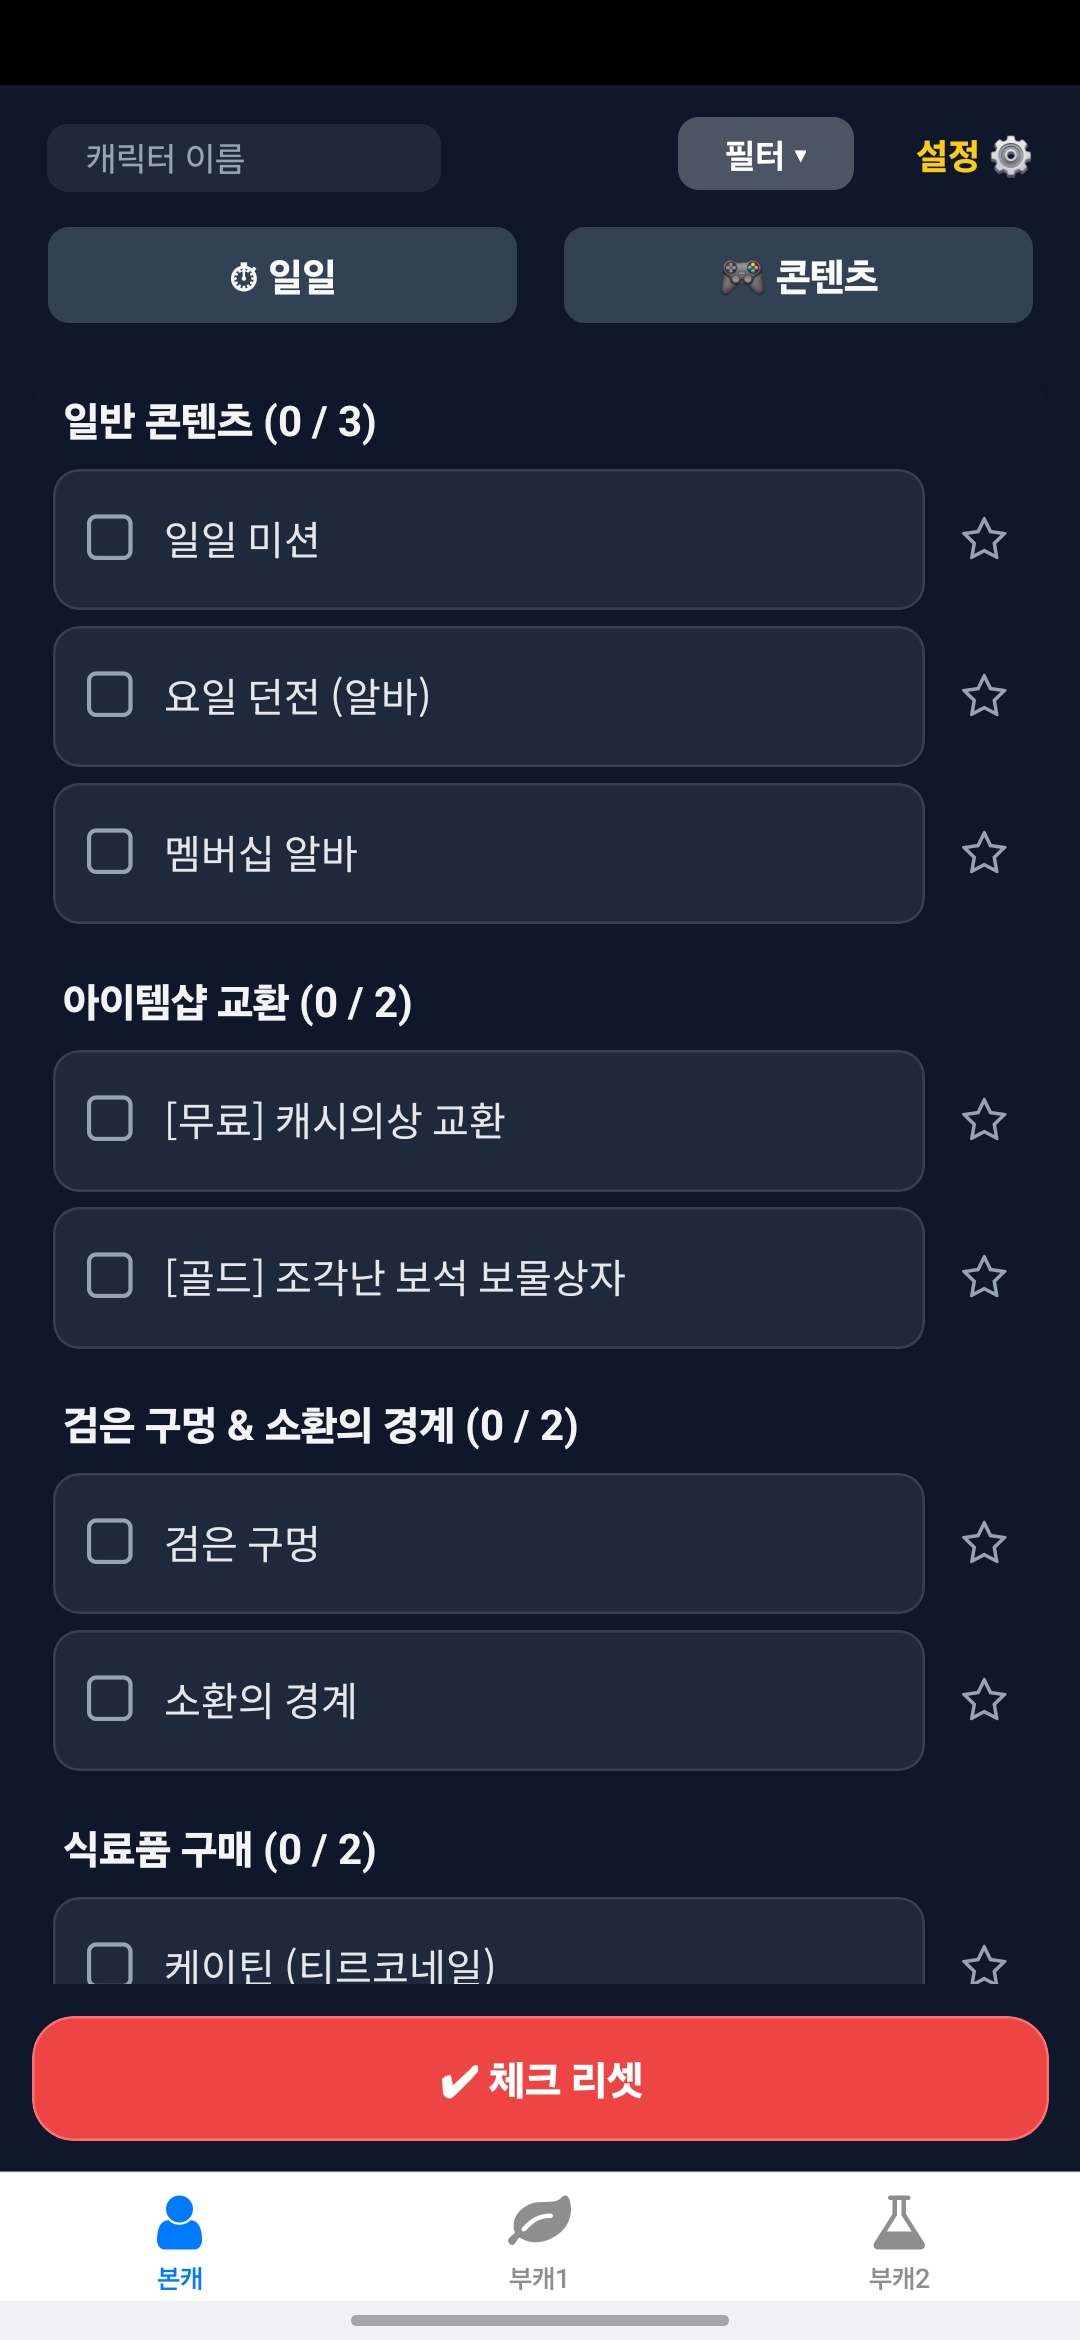 캐릭터 이름
필터 ▾
설정 ⚙️
⏱ 일일
🎮 콘텐츠
일반 콘텐츠 (0 / 3)
일일 미션
요일 던전 (알바)
멤버십 알바
아이템샵 교환 (0 / 2)
[무료] 캐시의상 교환
[골드] 조각난 보석 보물상자
검은 구멍 & 소환의 경계 (0 / 2)
검은 구멍
소환의 경계
식료품 구매 (0 / 2)
케이틴 (티르코네일)
✔ 체크 리셋
본캐
부캐1
부캐2